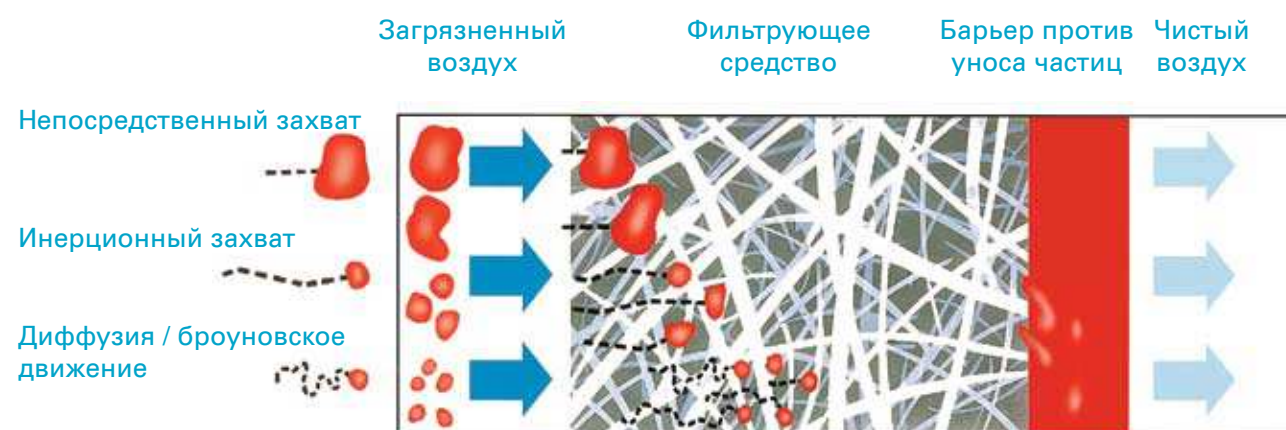 Загрязненный
воздух
Фильтрующее
средство
Барьер против
уноса частиц
Чистый
воздух
Непосредственный захват
Инерционный захват
Диффузия / броуновское
движение